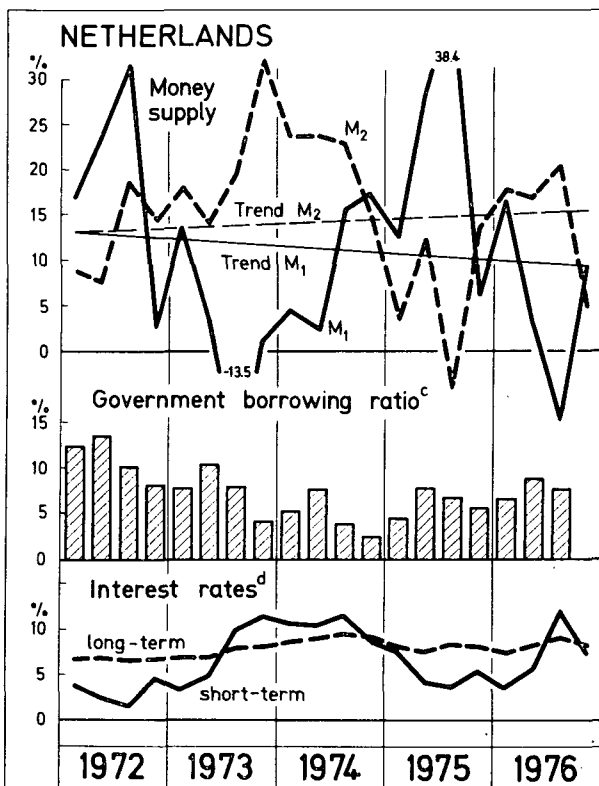 NETHERLANDS
%
38.4
30
Money
supply
25
M2
20
15
Trend M2
10
Trend M1
5
M1
0
-13.5
%
Government borrowing ratioc
15
10
5
0
%
Interest ratesd
10
long-term
5
short-term
0
1972 1973 1974 1975 1976